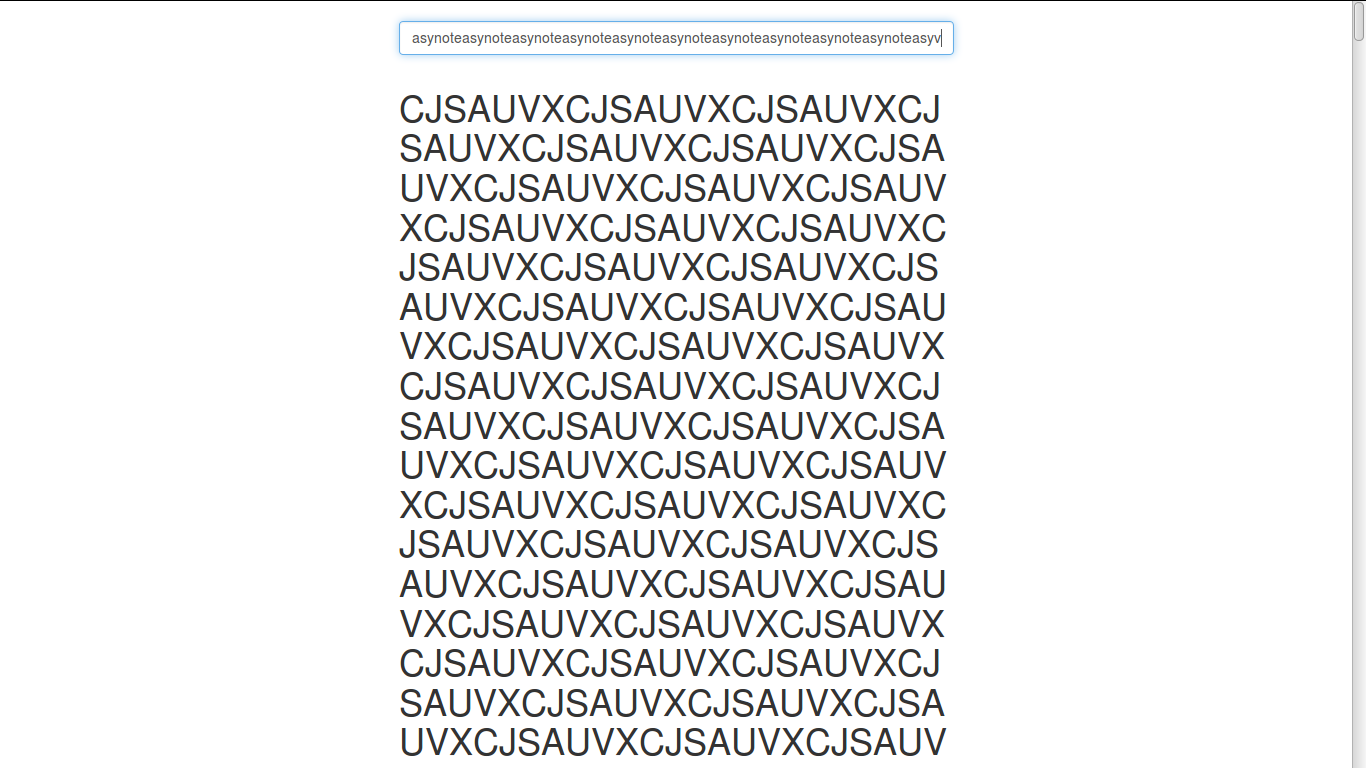 asynoteasynoteasynoteasynoteasynoteasynoteasynoteasynoteasynoteasynoteasyv
CJSAUVXCJSAUVXCJSAUVXCJ
SAUVXCJSAUVXCJSAUVXCJSA
UVXCJSAUVXCJSAUVXCJSAUV
XCJSAUVXCJSAUVXCJSAUVXC
JSAUVXCJSAUVXCJSAUVXCJS
AUVXCJSAUVXCJSAUVXCJSAU
VXCJSAUVXCJSAUVXCJSAUVX
CJSAUVXCJSAUVXCJSAUVXCJ
SAUVXCJSAUVXCJSAUVXCJSA
UVXCJSAUVXCJSAUVXCJSAUV
XCJSAUVXCJSAUVXCJSAUVXC
JSAUVXCJSAUVXCJSAUVXCJS
AUVXCJSAUVXCJSAUVXCJSAU
VXCJSAUVXCJSAUVXCJSAUVX
CJSAUVXCJSAUVXCJSAUVXCJ
SAUVXCJSAUVXCJSAUVXCJSA
UVXCJSAUVXCJSAUVXCJSAUV